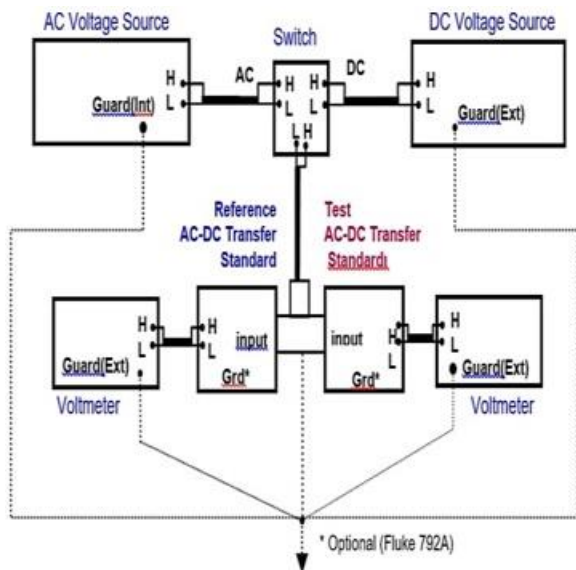 AC Voltage Source
DC Voltage Source
Switch
H
L
Guard(Int)
AC
H
L
H
L
DC
H
L
Guard(Ext)
L H
Reference
AC-DC Transfer
Standard
Test
AC-DC Transfer
Standardı
H
L
Guard(Ext)
Voltmeter
H
L
input
Grd*
inout
Grd*
H
L
H
L
Guard(Ext)
Voltmeter
* Optional (Fluke 792A)